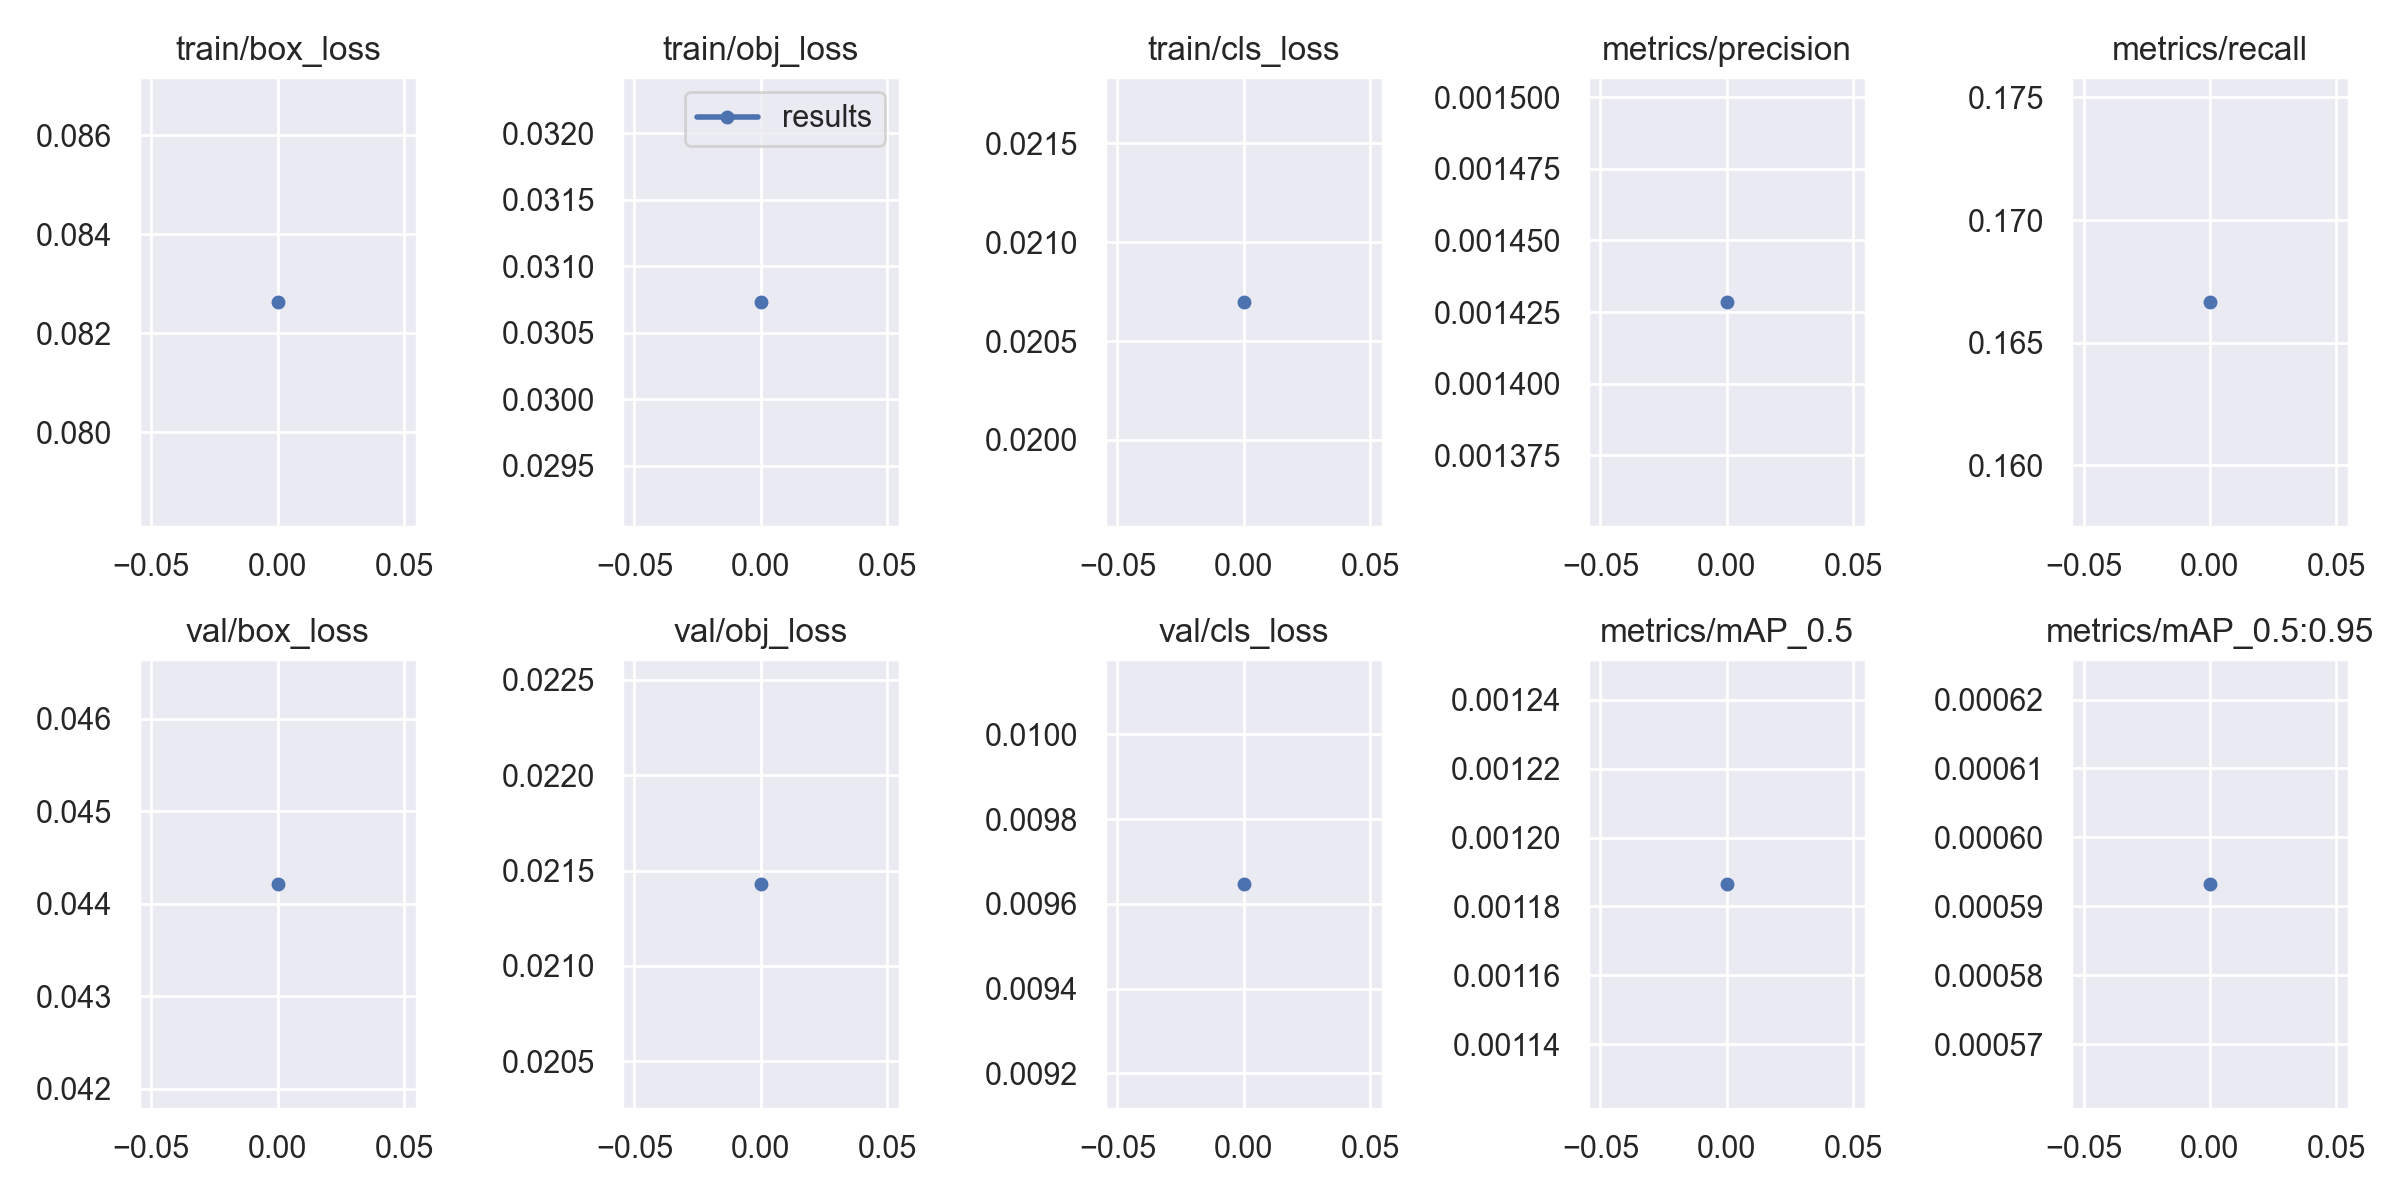 train/box_loss
0.086
0.084
0.082
0.080
−0.05 0.00 0.05
train/obj_loss
results
0.0320
0.0315
0.0310
0.0305
0.0300
0.0295
−0.05 0.00 0.05
train/cls_loss
0.0215
0.0210
0.0205
0.0200
−0.05 0.00 0.05
metrics/precision
0.001500
0.001475
0.001450
0.001425
0.001400
0.001375
−0.05 0.00 0.05
metrics/recall
0.175
0.170
0.165
0.160
−0.05 0.00 0.05
val/box_loss
0.046
0.045
0.044
0.043
0.042
−0.05 0.00 0.05
val/obj_loss
0.0225
0.0220
0.0215
0.0210
0.0205
−0.05 0.00 0.05
val/cls_loss
0.0100
0.0098
0.0096
0.0094
0.0092
−0.05 0.00 0.05
metrics/mAP_0.5
0.00124
0.00122
0.00120
0.00118
0.00116
0.00114
−0.05 0.00 0.05
metrics/mAP_0.5:0.95
0.00062
0.00061
0.00060
0.00059
0.00058
0.00057
−0.05 0.00 0.05